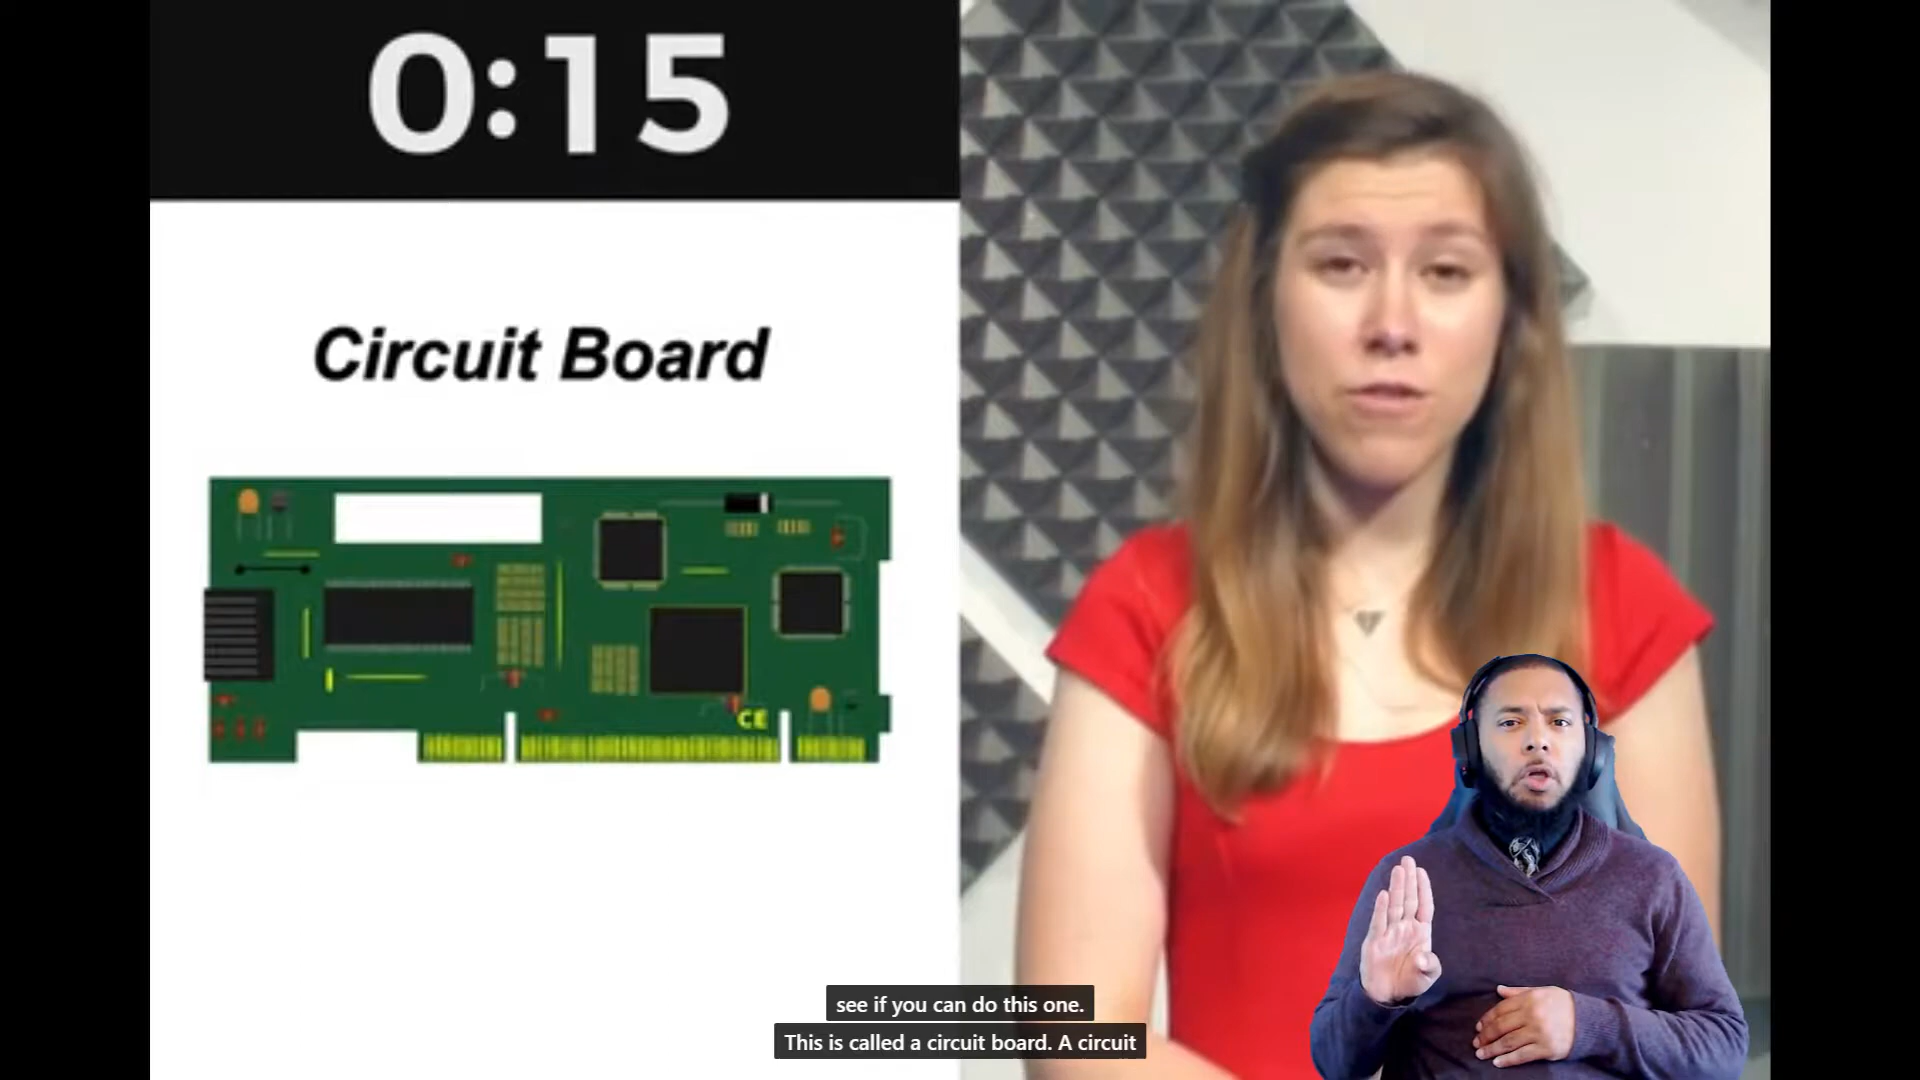 0:15
Circuit Board
CE
see if you can do this one.
This is called a circuit board. A circuit